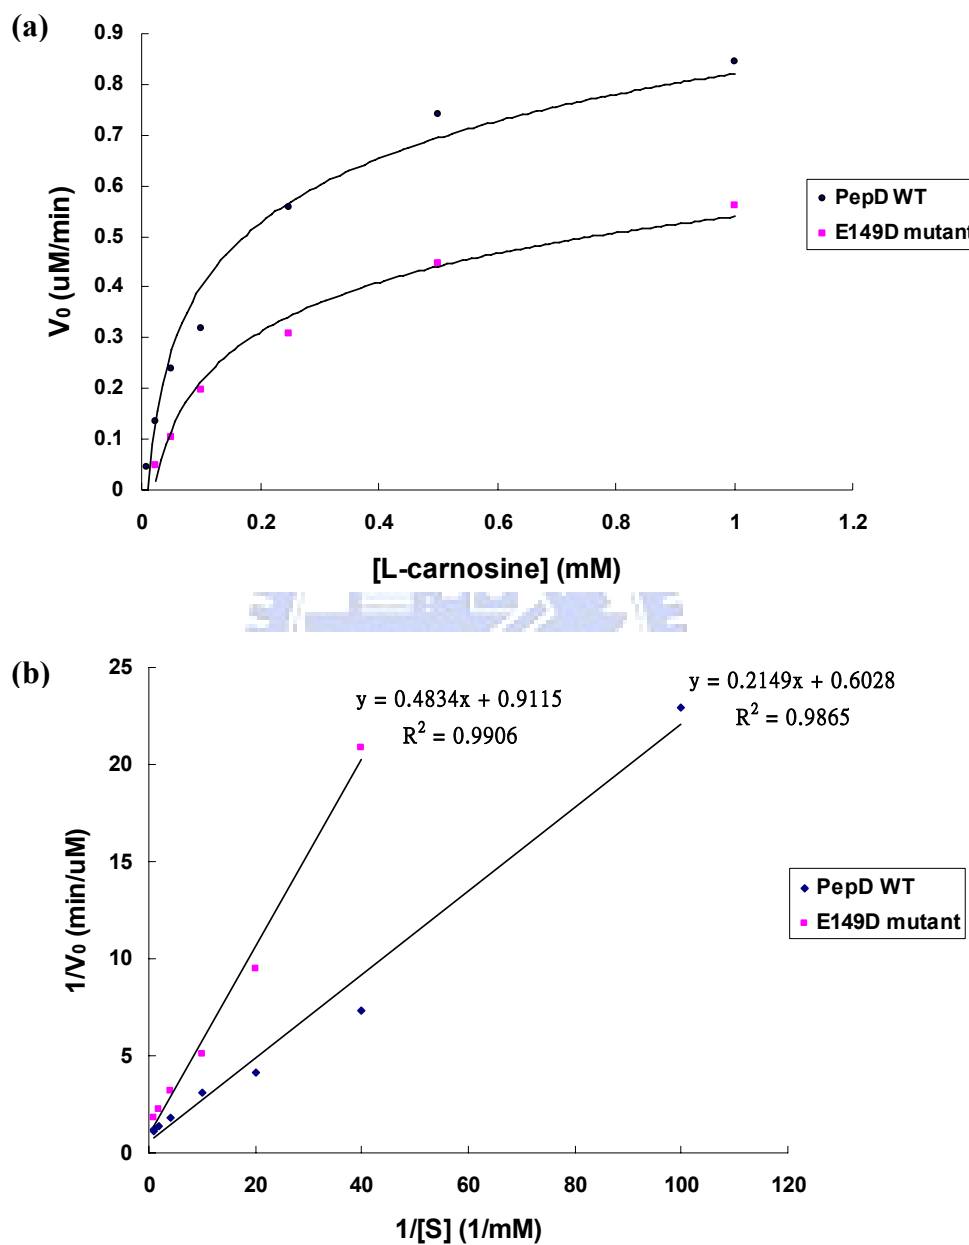 (a)
0.9
0.8
0.7
0.6
0.5
0.4
0.3
0.2
0.1
0
V₀ (uM/min)
0
0.2
0.4
0.6
0.8
1
1.2
[L-carnosine] (mM)
PepD WT
E149D mutant
(b)
25
20
15
10
5
0
1/V₀ (min/uM)
y = 0.4834x + 0.9115
R² = 0.9906
y = 0.2149x + 0.6028
R² = 0.9865
0
20
40
60
80
100
120
1/[S] (1/mM)
PepD WT
E149D mutant